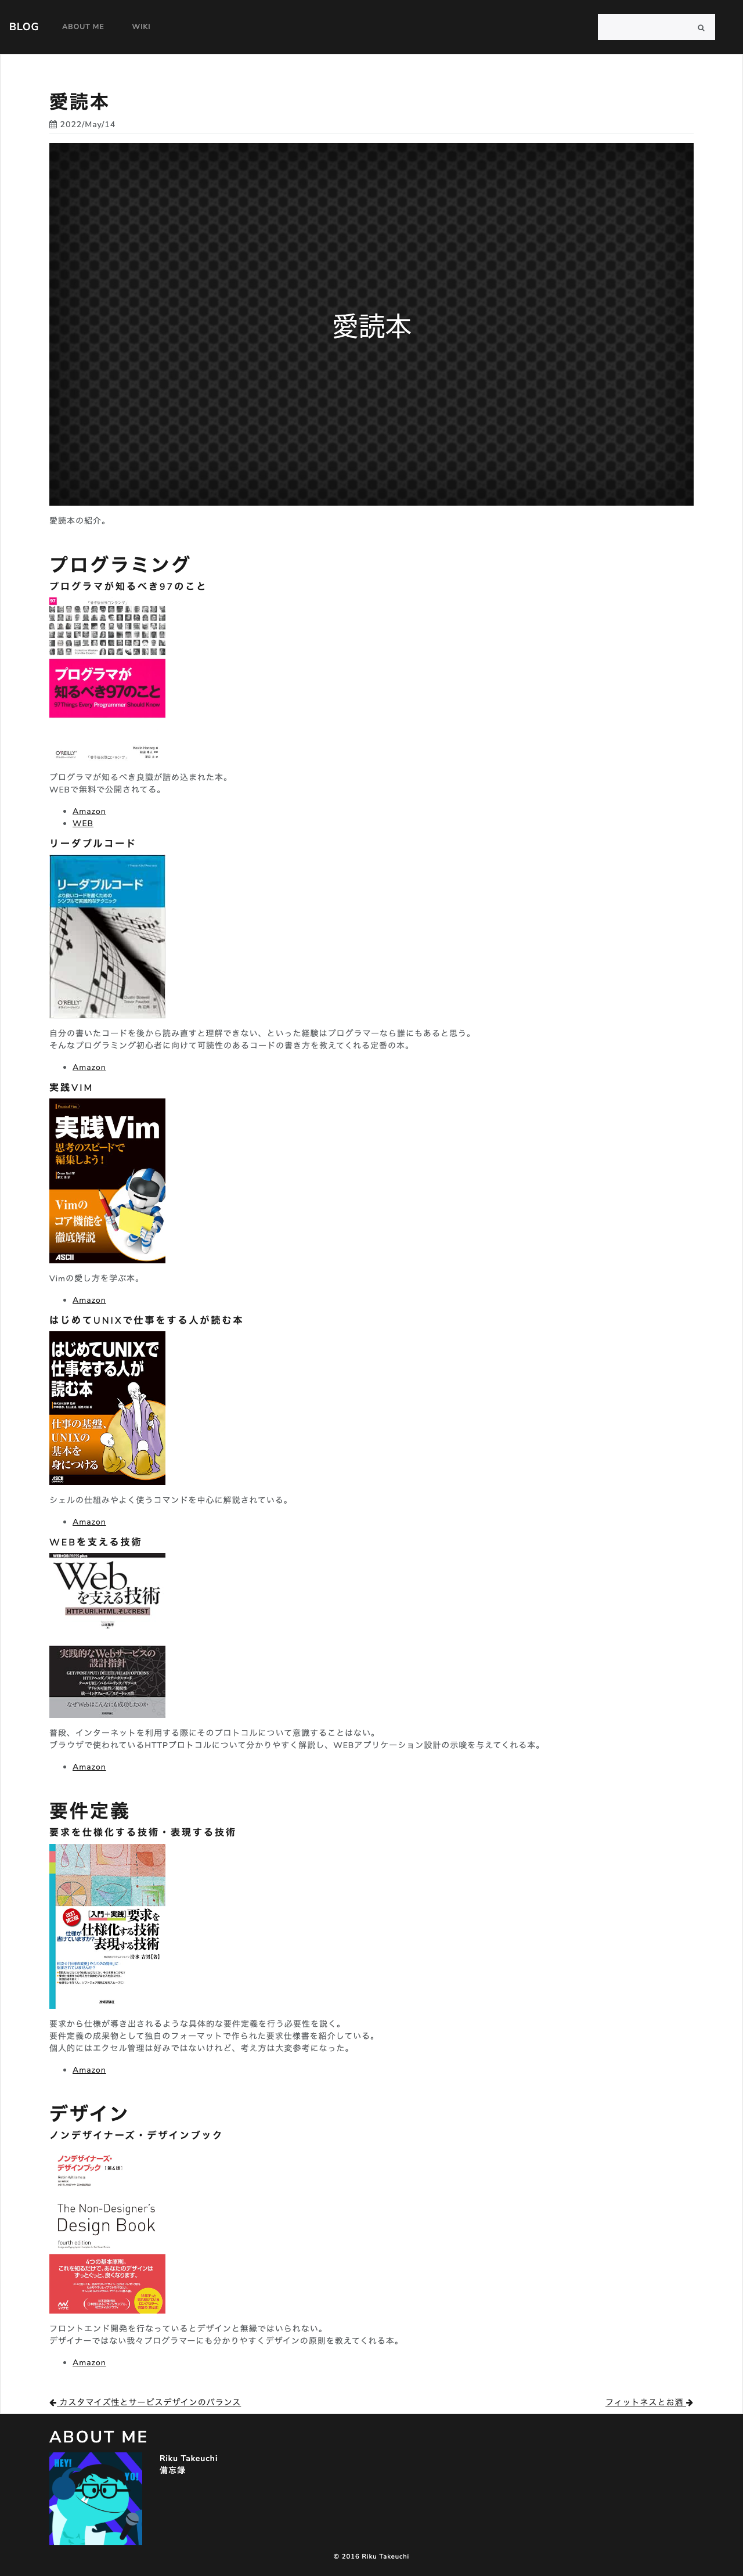 BLOG ABOUT ME WIKI
愛読本
2022/May/14
愛読本
愛読本の紹介。
プログラミング
プログラマが知るべき97のこと
97
プログラマが
知るべき97のこと
97Things Every Programmer Should Know
O'REILLY
プログラマが知るべき良識が詰め込まれた本。
WEBで無料で公開されてる。
Amazon
WEB
リーダブルコード
リーダブルコード
より良いコードを書くための
シンプルで実践的なテクニック
O'REILLY
自分の書いたコードを後から読み直すと理解できない、といった経験はプログラマーなら誰にもあると思う。
そんなプログラミング初心者に向けて可読性のあるコードの書き方を教えてくれる定番の本。
Amazon
実践VIM
実践Vim
思考のスピードで
編集しよう!
Vimの
コア機能を
徹底解説
ASCII
Vimの愛し方を学ぶ本。
Amazon
はじめてUNIXで仕事をする人が読む本
はじめてUNIXで
仕事をする人が
読む本
仕事の基盤、
UNIXの
基本を
身につける
ASCII
シェルの仕組みやよく使うコマンドを中心に解説されている。
Amazon
WEBを支える技術
Web
を支える技術
HTTP、URI、HTML、そしてREST
実践的なWebサービスの
設計指針
なぜWebはこんなにも成功したのか
普段、インターネットを利用する際にそのプロトコルについて意識することはない。
ブラウザで使われているHTTPプロトコルについて分かりやすく解説し、WEBアプリケーション設計の示唆を与えてくれる本。
Amazon
要件定義
要求を仕様化する技術・表現する技術
改訂第2版
[入門+実践]要求を
仕様化する技術
表現する技術
仕様が
書けていますか?
要求から仕様が導き出されるような具体的な要件定義を行う必要性を説く。
要件定義の成果物として独自のフォーマットで作られた要求仕様書を紹介している。
個人的にはエクセル管理は好みではないけれど、考え方は大変参考になった。
Amazon
デザイン
ノンデザイナーズ・デザインブック
ノンデザイナーズ・
デザインブック [第4版]
The Non-Designer's
Design Book
fourth edition
4つの基本原則。
これを知るだけで、あなたのデザインは
ずっとぐっと、良くなります。
フロントエンド開発を行なっているとデザインと無縁ではいられない。
デザイナーではない我々プログラマーにも分かりやすくデザインの原則を教えてくれる本。
Amazon
カスタマイズ性とサービスデザインのバランス フィットネスとお酒
ABOUT ME
HEY! YO!
Riku Takeuchi
備忘録
© 2016 Riku Takeuchi